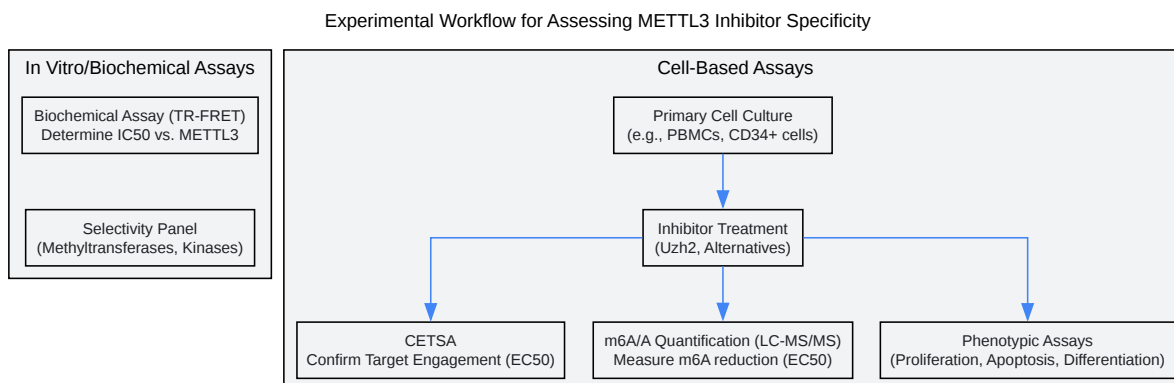 Experimental Workflow for Assessing METTL3 Inhibitor Specificity
In Vitro/Biochemical Assays
Biochemical Assay (TR-FRET)
Determine IC50 vs. METTL3
Selectivity Panel
(Methyltransferases, Kinases)
Cell-Based Assays
Primary Cell Culture
(e.g., PBMCs, CD34+ cells)
Inhibitor Treatment
(Uzh2, Alternatives)
CETSA
Confirm Target Engagement (EC50)
m6A/A Quantification (LC-MS/MS)
Measure m6A reduction (EC50)
Phenotypic Assays
(Proliferation, Apoptosis, Differentiation)